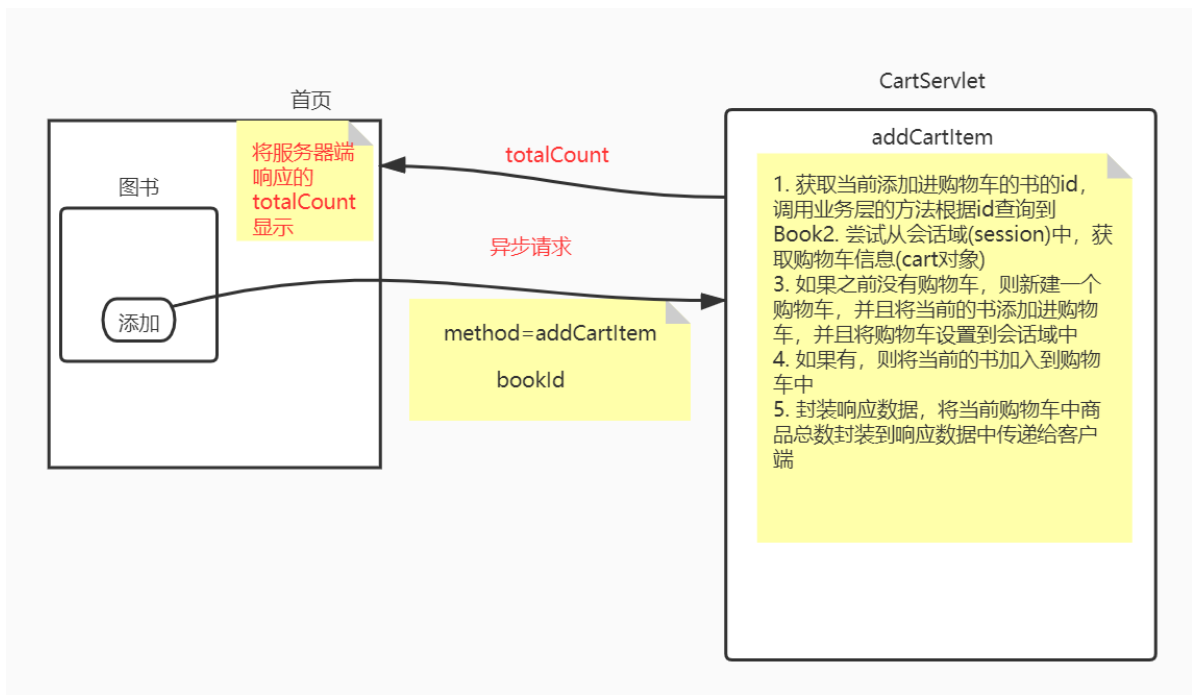 首页
将服务器端
响应的
totalCount
显示
图书
添加
totalCount
异步请求
method=addCartItem
bookId
CartServlet
addCartItem
1. 获取当前添加进购物车的书的id，
调用业务层的方法根据id查询到
Book2. 尝试从会话域(session)中，获
取购物车信息(cart对象)
3. 如果之前没有购物车，则新建一个
购物车，并且将当前的书添加进购物
车，并且将购物车设置到会话域中
4. 如果有，则将当前的书加入到购物
车中
5. 封装响应数据，将当前购物车中商
品总数封装到响应数据中传递给客户
端